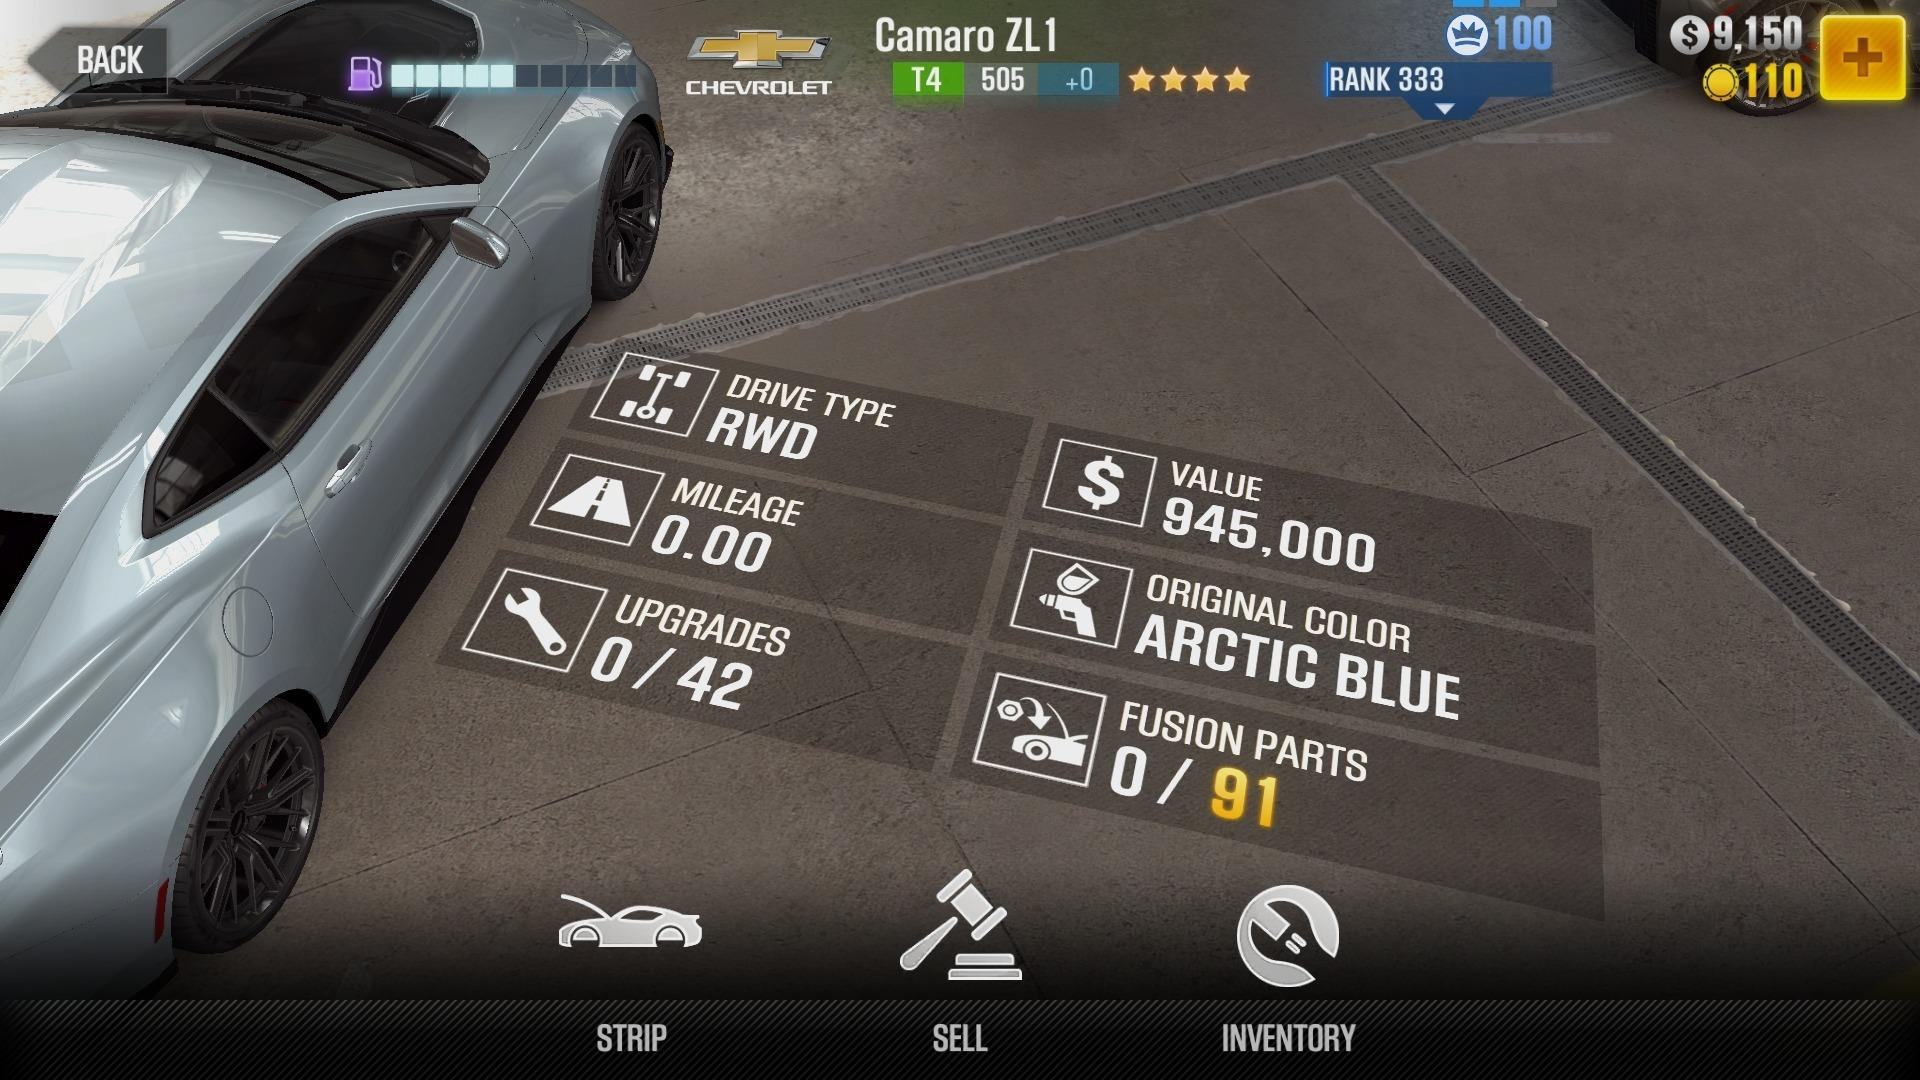 BACK
CHEVROLET
Camaro ZL1
T4 505 +0
100
RANK 333
$ 9,150
110
DRIVE TYPE
RWD
MILEAGE
0.00
UPGRADES
0 / 42
$ VALUE
945,000
ORIGINAL COLOR
ARCTIC BLUE
FUSION PARTS
0 / 91
STRIP
SELL
INVENTORY